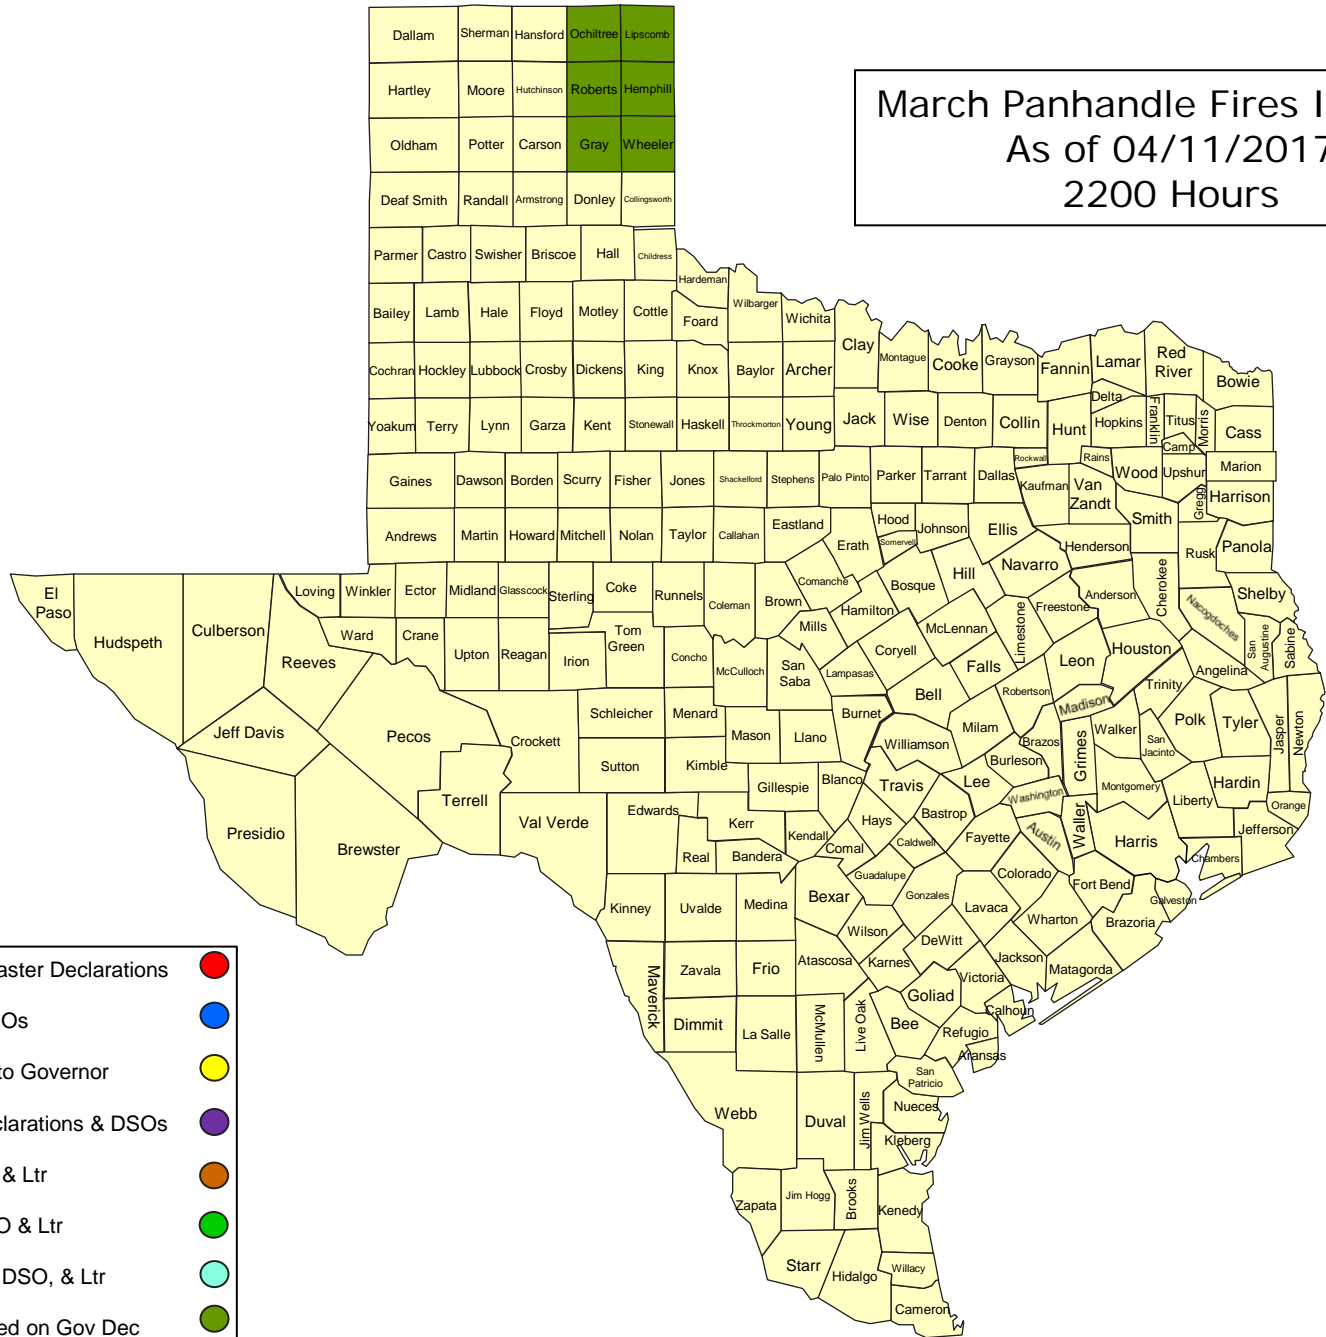 Dallam
Sherman
Hansford
Ochiltree
Lipscomb
Hartley
Moore
Hutchinson
Roberts
Hemphill
March Panhandle Fires I
As of 04/11/2017
2200 Hours
Oldham
Potter
Carson
Gray
Wheeler
Deaf Smith
Randall
Armstrong
Donley
Collingsworth
Parmer
Castro
Swisher
Briscoe
Hall
Childress
Hardeman
Bailey
Lamb
Hale
Floyd
Motley
Cottle
Foard
Wilbarger
Wichita
Clay
Montague
Cooke
Grayson
Fannin
Lamar
Red
River
Bowie
Cochran
Hockley
Lubbock
Crosby
Dickens
King
Knox
Baylor
Archer
Delta
Yoakum
Terry
Lynn
Garza
Kent
Stonewall
Haskell
Throckmorton
Young
Jack
Wise
Denton
Collin
Hunt
Hopkins
Franklin
Titus
Morris
Cass
Camp
Gaines
Dawson
Borden
Scurry
Fisher
Jones
Shackelford
Stephens
Palo Pinto
Parker
Tarrant
Dallas
Rockwall
Kaufman
Rains
Van
Zandt
Wood
Upshur
Gregg
Marion
Harrison
Andrews
Martin
Howard
Mitchell
Nolan
Taylor
Callahan
Eastland
Erath
Hood
Somervell
Johnson
Ellis
Navarro
Henderson
Smith
Rusk
Panola
El
Paso
Hudspeth
Culberson
Loving
Winkler
Ector
Midland
Glasscock
Sterling
Coke
Runnels
Coleman
Brown
Comanche
Hamilton
Bosque
Hill
Limestone
Freestone
Anderson
Cherokee
Nacogdoches
Shelby
San
Augustine
Sabine
Reeves
Ward
Crane
Upton
Reagan
Irion
Tom
Green
Concho
McCulloch
San
Saba
Mills
Lampasas
Coryell
McLennan
Falls
Bell
Robertson
Leon
Houston
Madison
Trinity
Angelina
Jeff Davis
Pecos
Crockett
Schleicher
Menard
Mason
Llano
Burnet
Williamson
Milam
Brazos
Burleson
Grimes
Walker
San
Jacinto
Polk
Tyler
Jasper
Newton
Sutton
Kimble
Gillespie
Blanco
Travis
Lee
Washington
Montgomery
Liberty
Hardin
Orange
Jefferson
Presidio
Brewster
Terrell
Val Verde
Edwards
Kerr
Real
Bandera
Kendall
Comal
Hays
Caldwell
Bastrop
Fayette
Austin
Waller
Harris
Chambers
Galveston
Kinney
Uvalde
Medina
Bexar
Guadalupe
Gonzales
Lavaca
Colorado
Fort Bend
Wharton
Brazoria
Maverick
Zavala
Frio
Atascosa
Wilson
Karnes
DeWitt
Jackson
Matagorda
Victoria
Goliad
Calhoun
Dimmit
La Salle
McMullen
Live Oak
Bee
Refugio
Aransas
San
Patricio
Webb
Duval
Jim Wells
Nueces
Kleberg
Zapata
Jim Hogg
Brooks
Kenedy
Starr
Hidalgo
Willacy
Cameron
aster Declarations
Os
to Governor
clarations & DSOs
& Ltr
O & Ltr
DSO, & Ltr
ed on Gov Dec